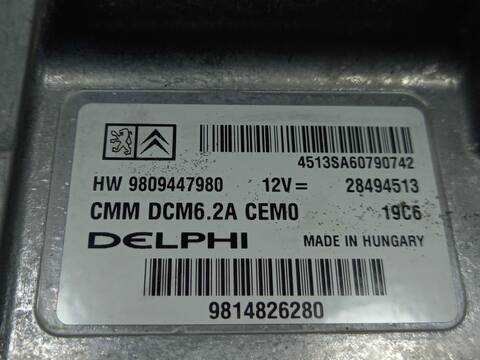 4513SA60790742
HW 9809447980 12V= 28494513
CMM DCM6.2A CEM0 19C6
DELPHI MADE IN HUNGARY
9814826280